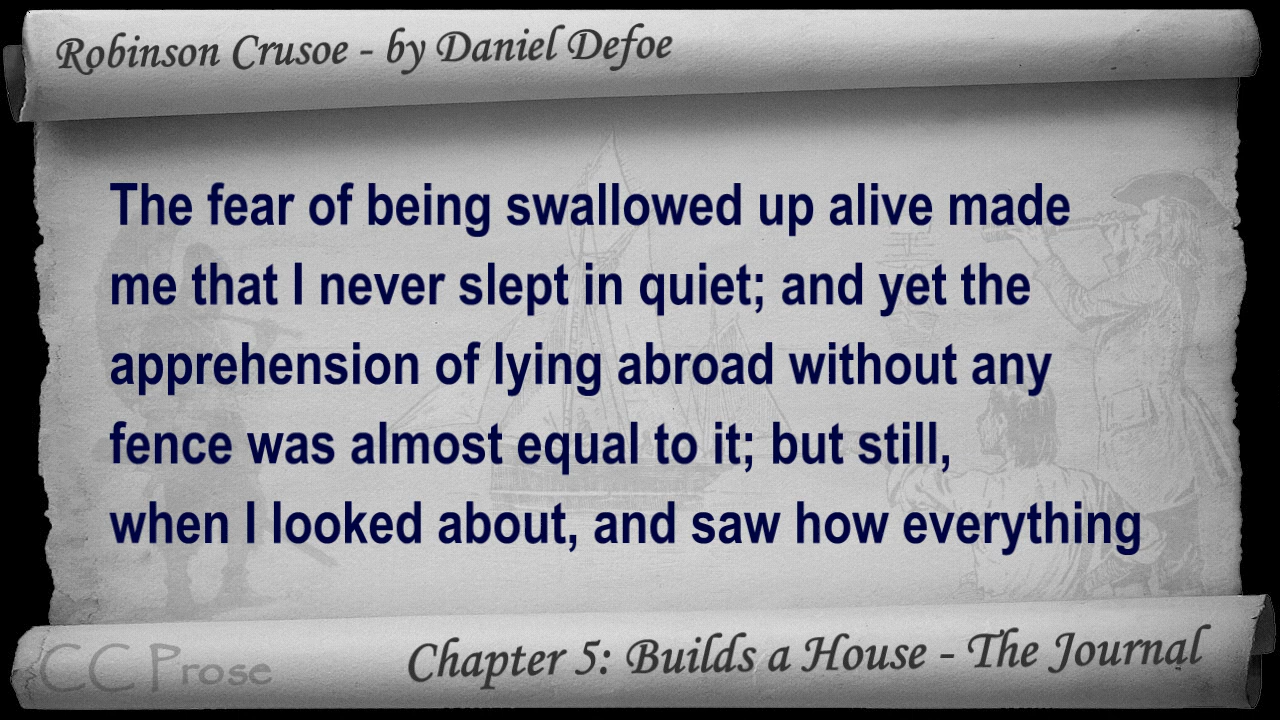 Robinson Crusoe - by Daniel Defoe
The fear of being swallowed up alive made
me that I never slept in quiet; and yet the
apprehension of lying abroad without any
fence was almost equal to it; but still,
when I looked about, and saw how everything
CC Prose
Chapter 5: Builds a House - The Journal